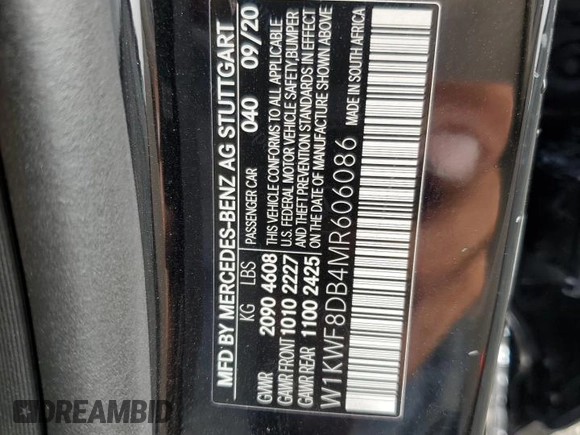 MFD BY MERCEDES-BENZ AG STUTTGART
KG LBS PASSENGER CAR 040 09/20
GVWR 2090 4608 THIS VEHICLE CONFORMS TO ALL APPLICABLE
GAWR FRONT 1010 2227 U.S. FEDERAL MOTOR VEHICLE SAFETY, BUMPER
GAWR REAR 1100 2425 AND THEFT PREVENTION STANDARDS IN EFFECT
ON THE DATE OF MANUFACTURE SHOWN ABOVE
W1KWF8DB4MR606086 MADE IN SOUTH AFRICA
DREAMBID